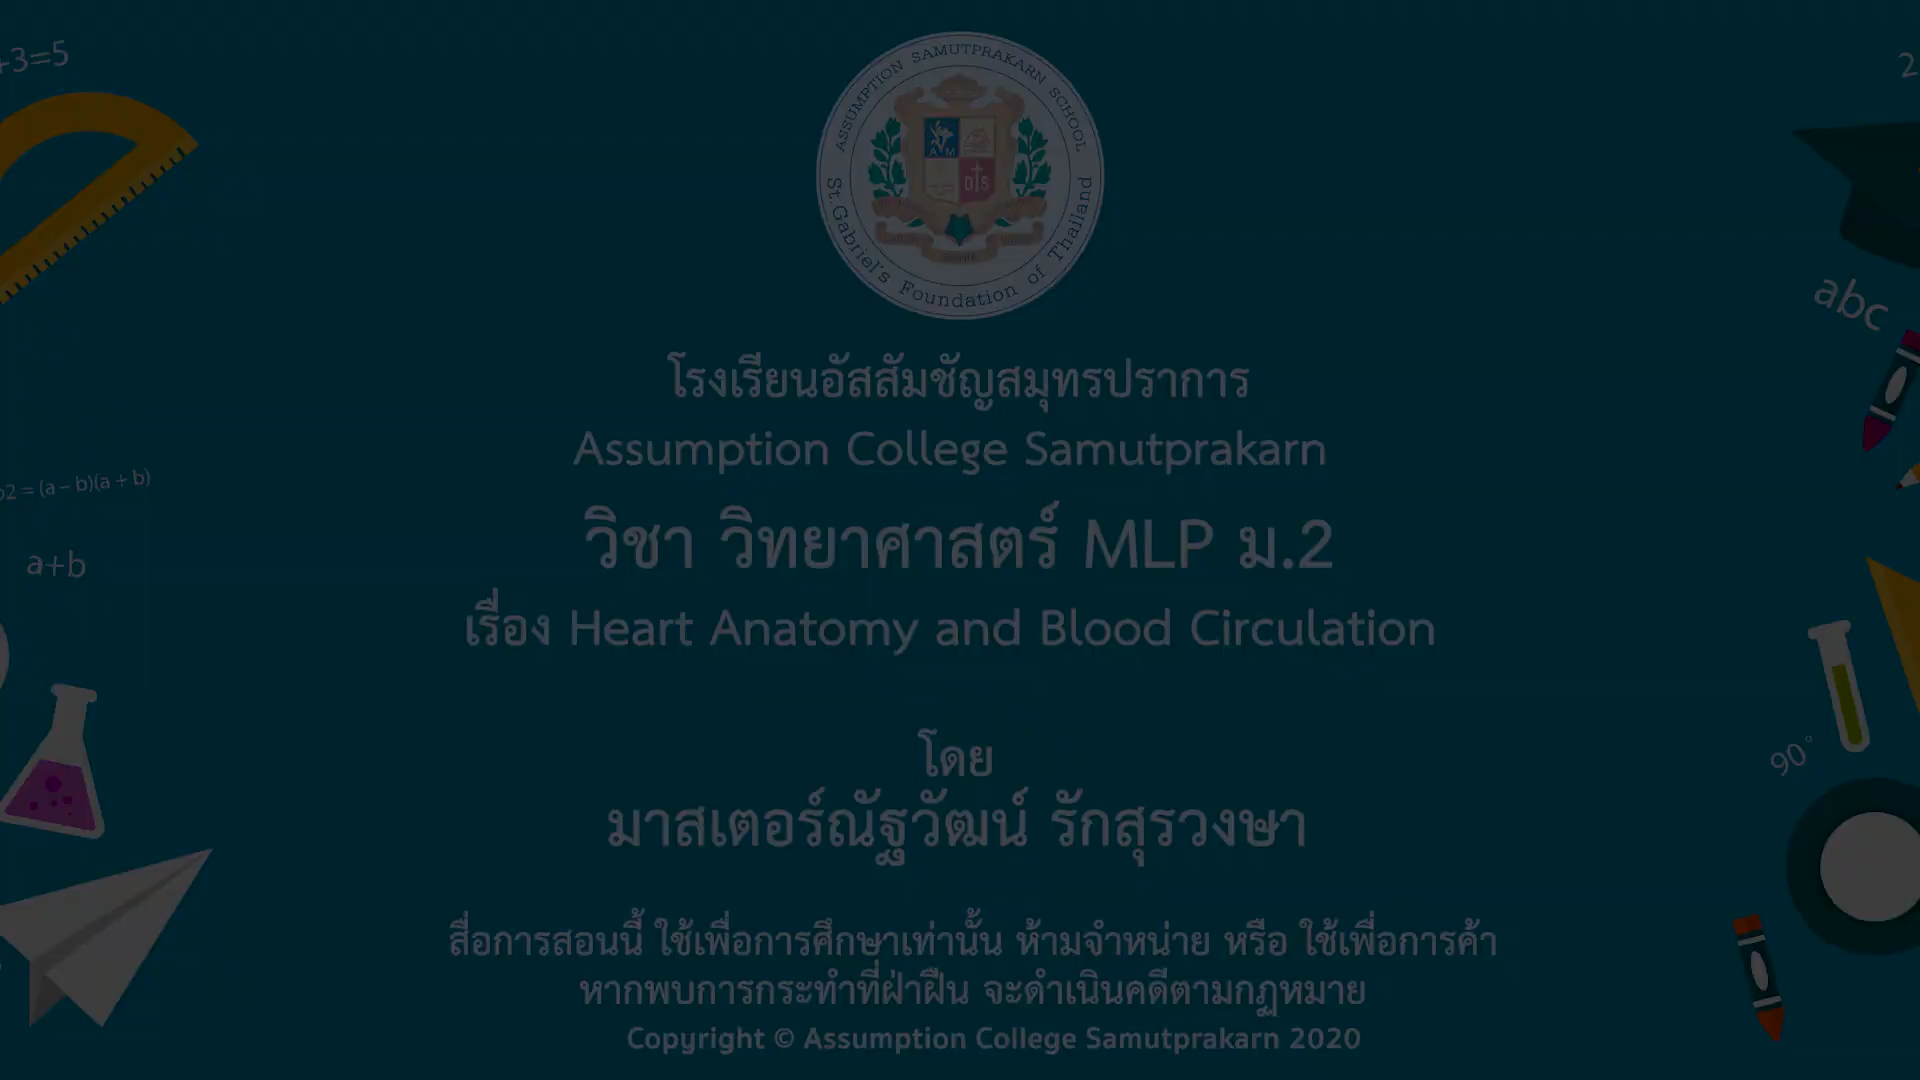 +3=5
2
ASSUMPTION SAMUTPRAKARN SCHOOL
A M
D S
St.Gabriel's Foundation of Thailand
abc
โรงเรียนอัสสัมชัญสมุทรปราการ
Assumption College Samutprakarn
b2 = (a – b)(a + b)
วิชา วิทยาศาสตร์ MLP ม.2
a+b
เรื่อง Heart Anatomy and Blood Circulation
90°
โดย
มาสเตอร์ณัฐวัฒน์ รักสุรวงษา
สื่อการสอนนี้ ใช้เพื่อการศึกษาเท่านั้น ห้ามจำหน่าย หรือ ใช้เพื่อการค้า
หากพบการกระทำที่ฝ่าฝืน จะดำเนินคดีตามกฎหมาย
Copyright © Assumption College Samutprakarn 2020